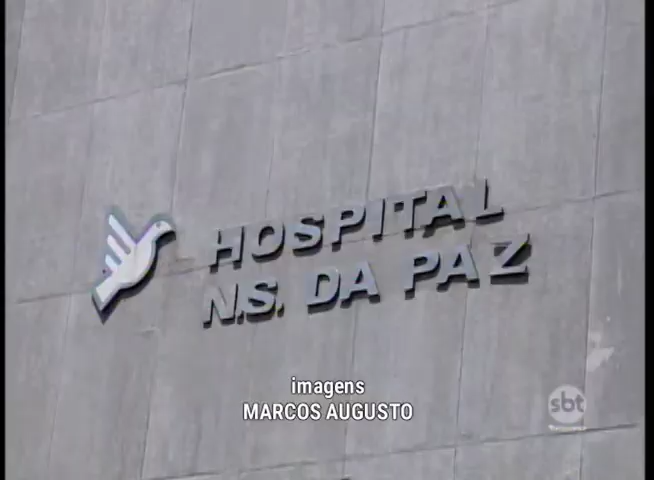 HOSPITAL
N.S. DA PAZ
imagens
MARCOS AUGUSTO
sbt